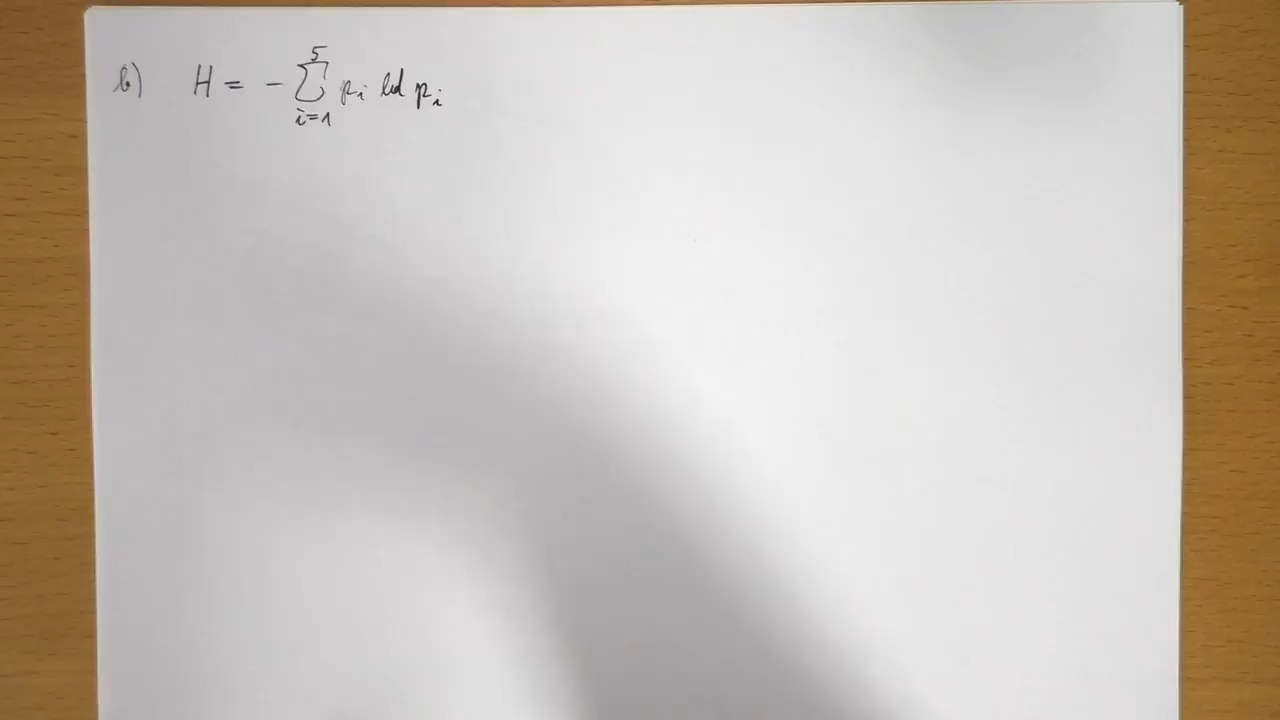 b) H = - ∑_{i=1}^{5} p_i ld p_i